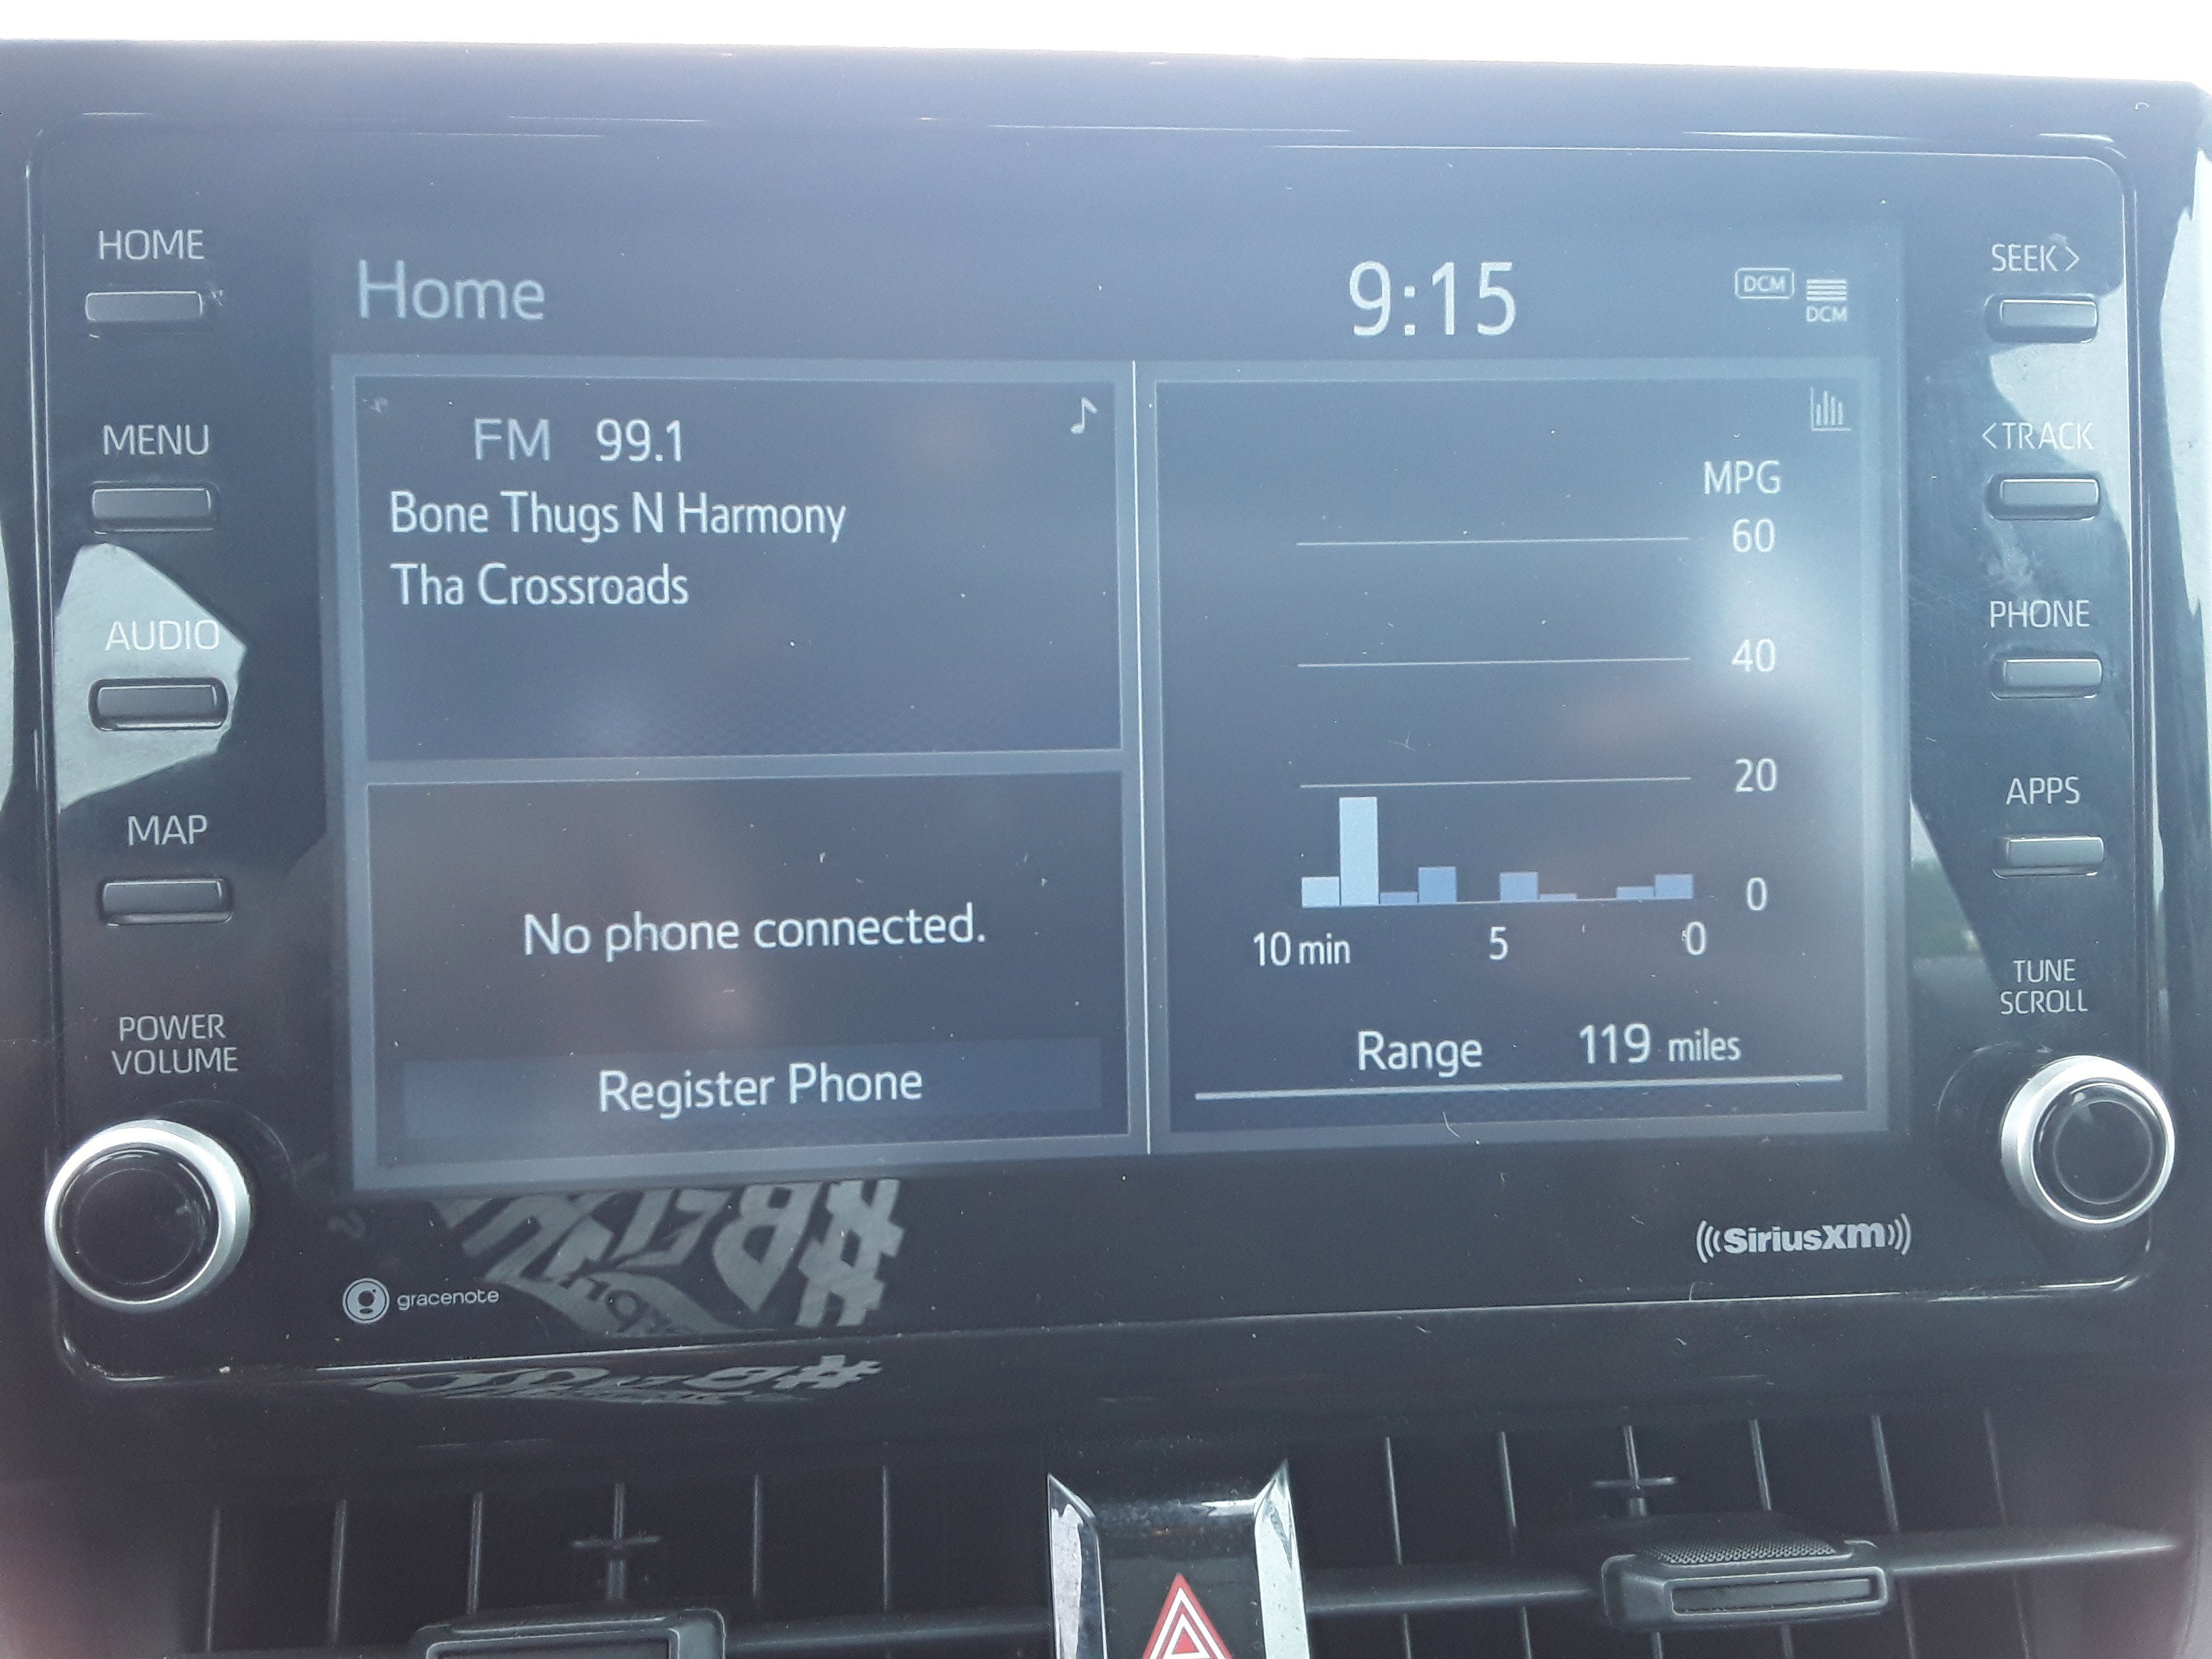 HOME
MENU
AUDIO
MAP
POWER
VOLUME
Home
9:15
DCM
DCM
FM 99.1
Bone Thugs N Harmony
Tha Crossroads
No phone connected.
Register Phone
MPG
60
40
20
0
10 min 5 0
Range 119 miles
SEEK>
<TRACK
PHONE
APPS
TUNE
SCROLL
gracenote
((SiriusXM))